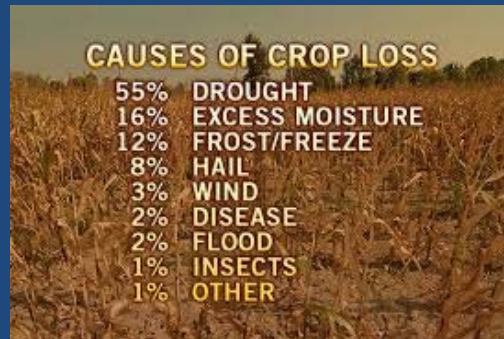 CAUSES OF CROP LOSS
55% DROUGHT
16% EXCESS MOISTURE
12% FROST/FREEZE
8% HAIL
3% WIND
2% DISEASE
2% FLOOD
1% INSECTS
1% OTHER